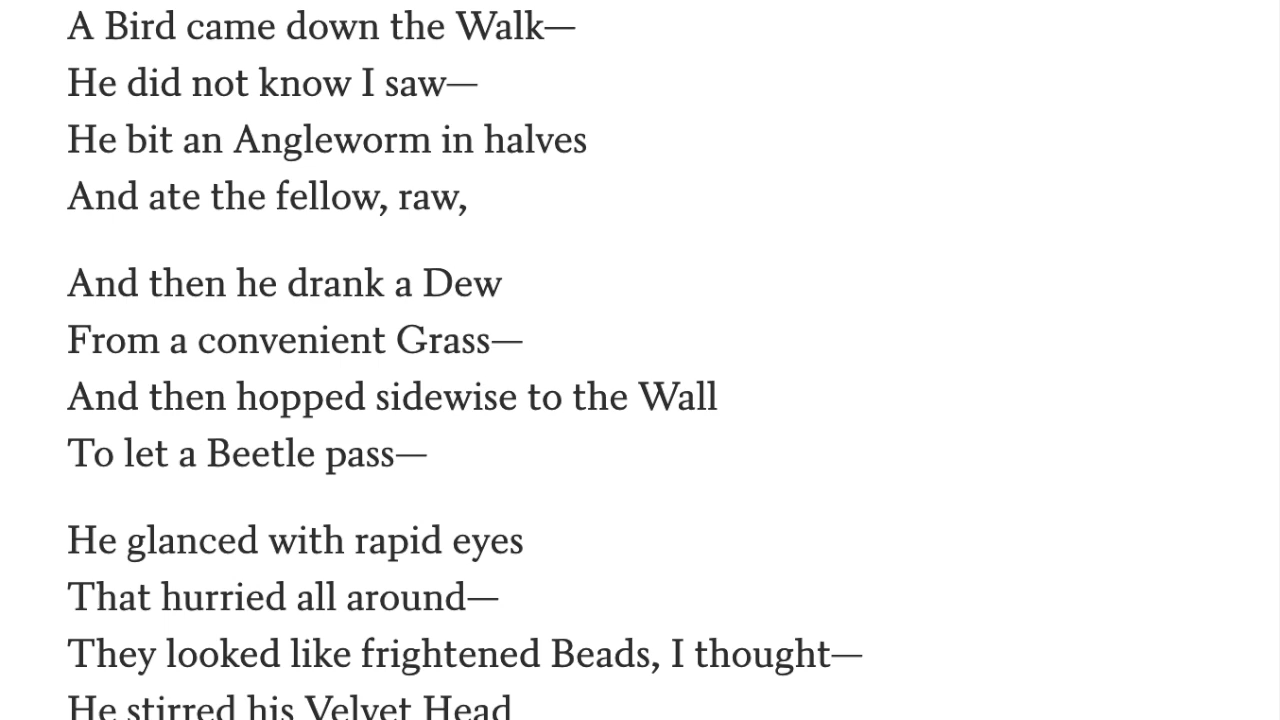 A Bird came down the Walk—
He did not know I saw—
He bit an Angleworm in halves
And ate the fellow, raw,
And then he drank a Dew
From a convenient Grass—
And then hopped sidewise to the Wall
To let a Beetle pass—
He glanced with rapid eyes
That hurried all around—
They looked like frightened Beads, I thought—
He stirred his Velvet Head